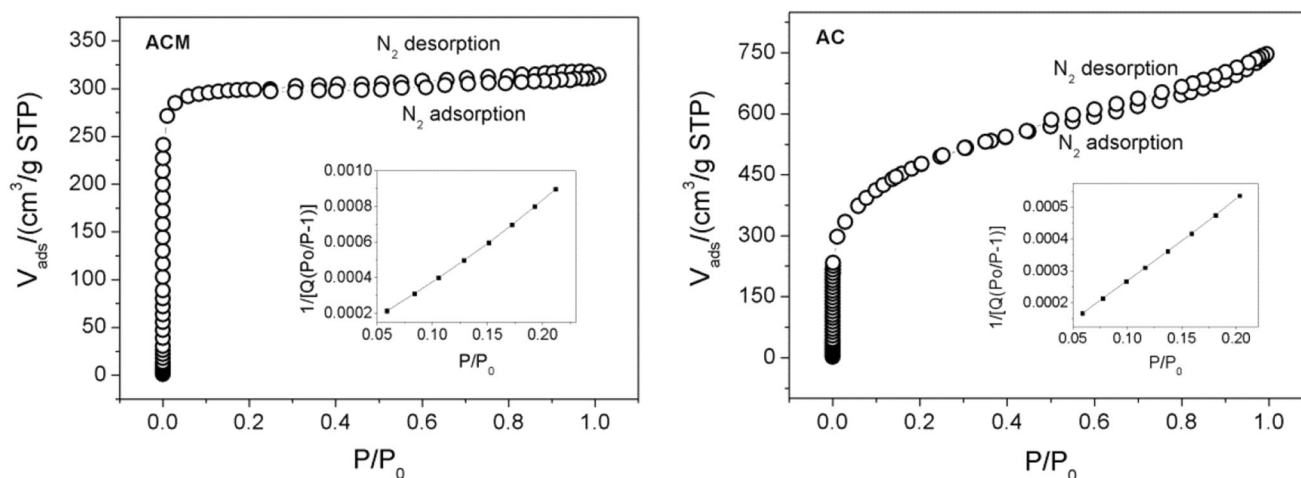 ACM
N₂ desorption
N₂ adsorption
V_ads/(cm³/g STP)
350
300
250
200
150
100
50
0
0.0 0.2 0.4 0.6 0.8 1.0
P/P₀
1/[Q(Po/P-1)]
0.0010
0.0008
0.0006
0.0004
0.0002
0.05 0.10 0.15 0.20
P/P₀
AC
N₂ desorption
N₂ adsorption
V_ads/(cm³/g STP)
750
600
450
300
150
0
0.0 0.2 0.4 0.6 0.8 1.0
P/P₀
1/[Q(Po/P-1)]
0.0005
0.0004
0.0003
0.0002
0.05 0.10 0.15 0.20
P/P₀